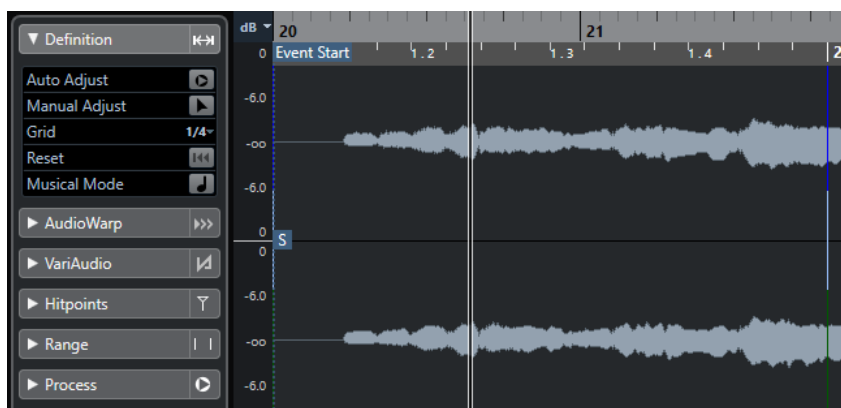 Definition
Auto Adjust
Manual Adjust
Grid 1/4
Reset
Musical Mode
AudioWarp
VariAudio
Hitpoints
Range
Process
dB 20 21
0 Event Start 1.2 1.3 1.4 2
-6.0
-oo
-6.0
0
S
0
-6.0
-oo
-6.0